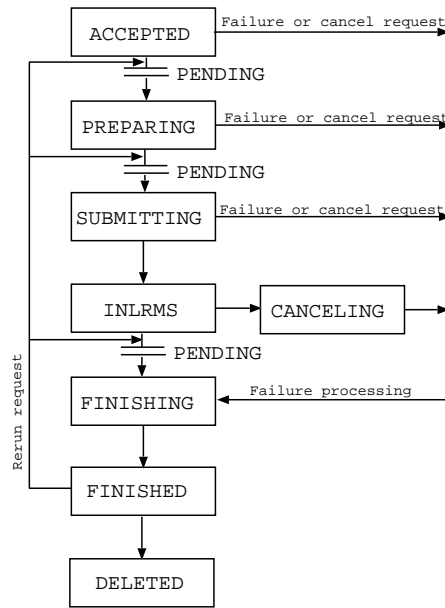 Failure or cancel request
ACCEPTED
PENDING
Failure or cancel request
PREPARING
PENDING
Failure or cancel request
SUBMITTING
INLRMS
CANCELING
PENDING
Failure processing
FINISHING
Rerun request
FINISHED
DELETED